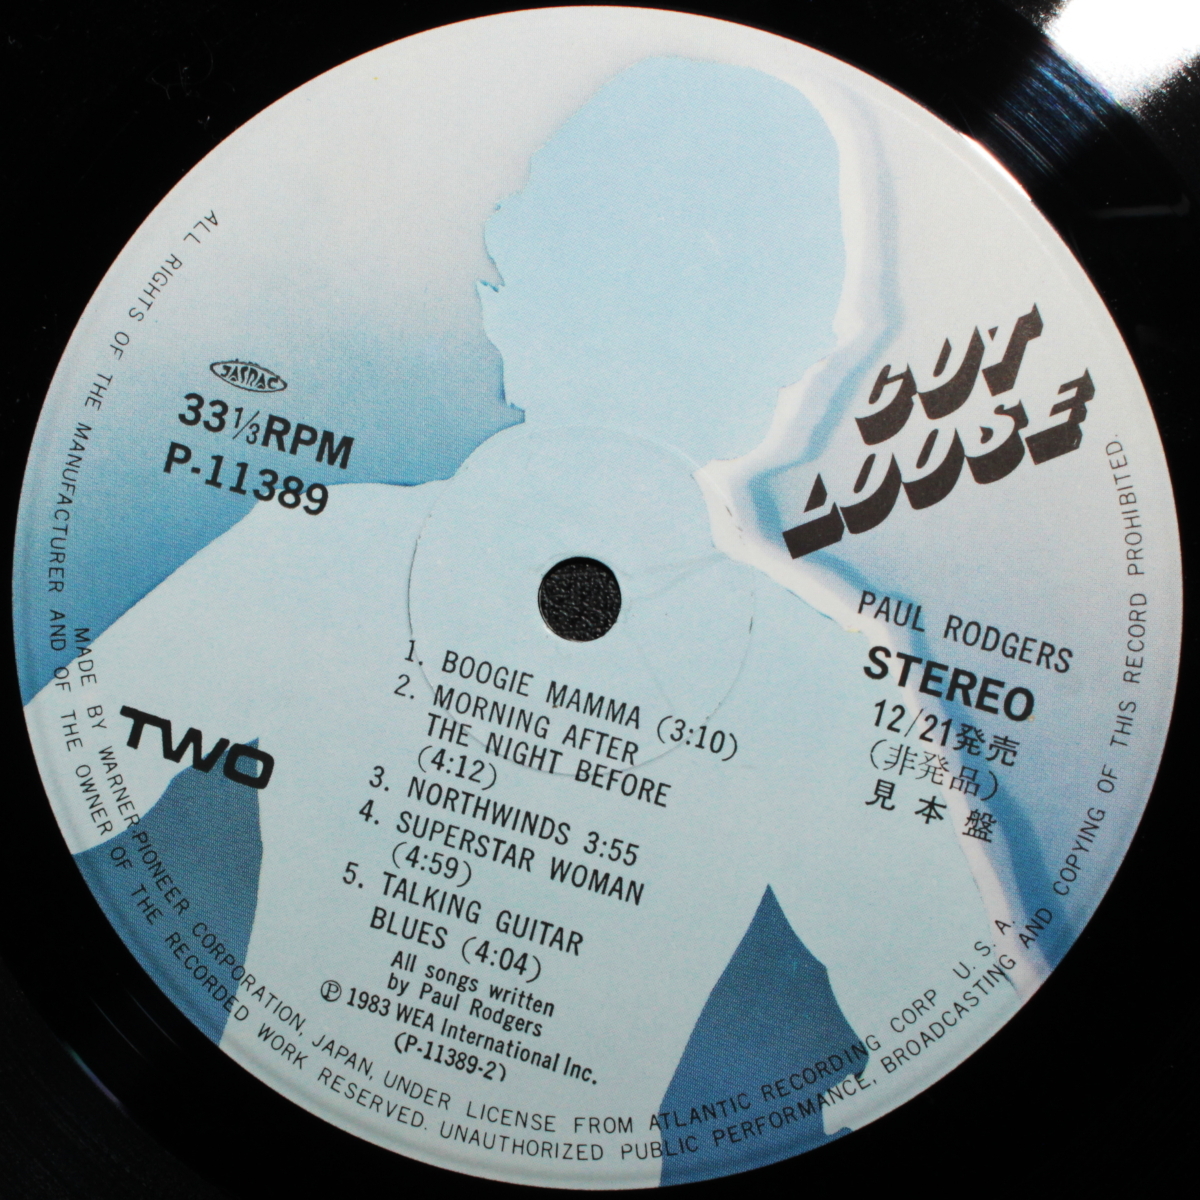 CUT
LOOSE
JASRAC
33 1/3 RPM
P-11389
PAUL RODGERS
STEREO
12/21発売
(非発品)
見本盤
TWO
1. BOOGIE MAMMA (3:10)
2. MORNING AFTER
THE NIGHT BEFORE
(4:12)
3. NORTHWINDS 3:55
4. SUPERSTAR WOMAN
(4:59)
5. TALKING GUITAR
BLUES (4:04)
All songs written
by Paul Rodgers
Ⓟ 1983 WEA International Inc.
(P-11389-2)
MADE BY WARNER-PIONEER CORPORATION, JAPAN, UNDER LICENSE FROM ATLANTIC RECORDING CORP U. S. A.
ALL RIGHTS OF THE MANUFACTURER AND OF THE OWNER OF THE RECORDED WORK RESERVED. UNAUTHORIZED PUBLIC PERFORMANCE, BROADCASTING AND COPYING OF THIS RECORD PROHIBITED.